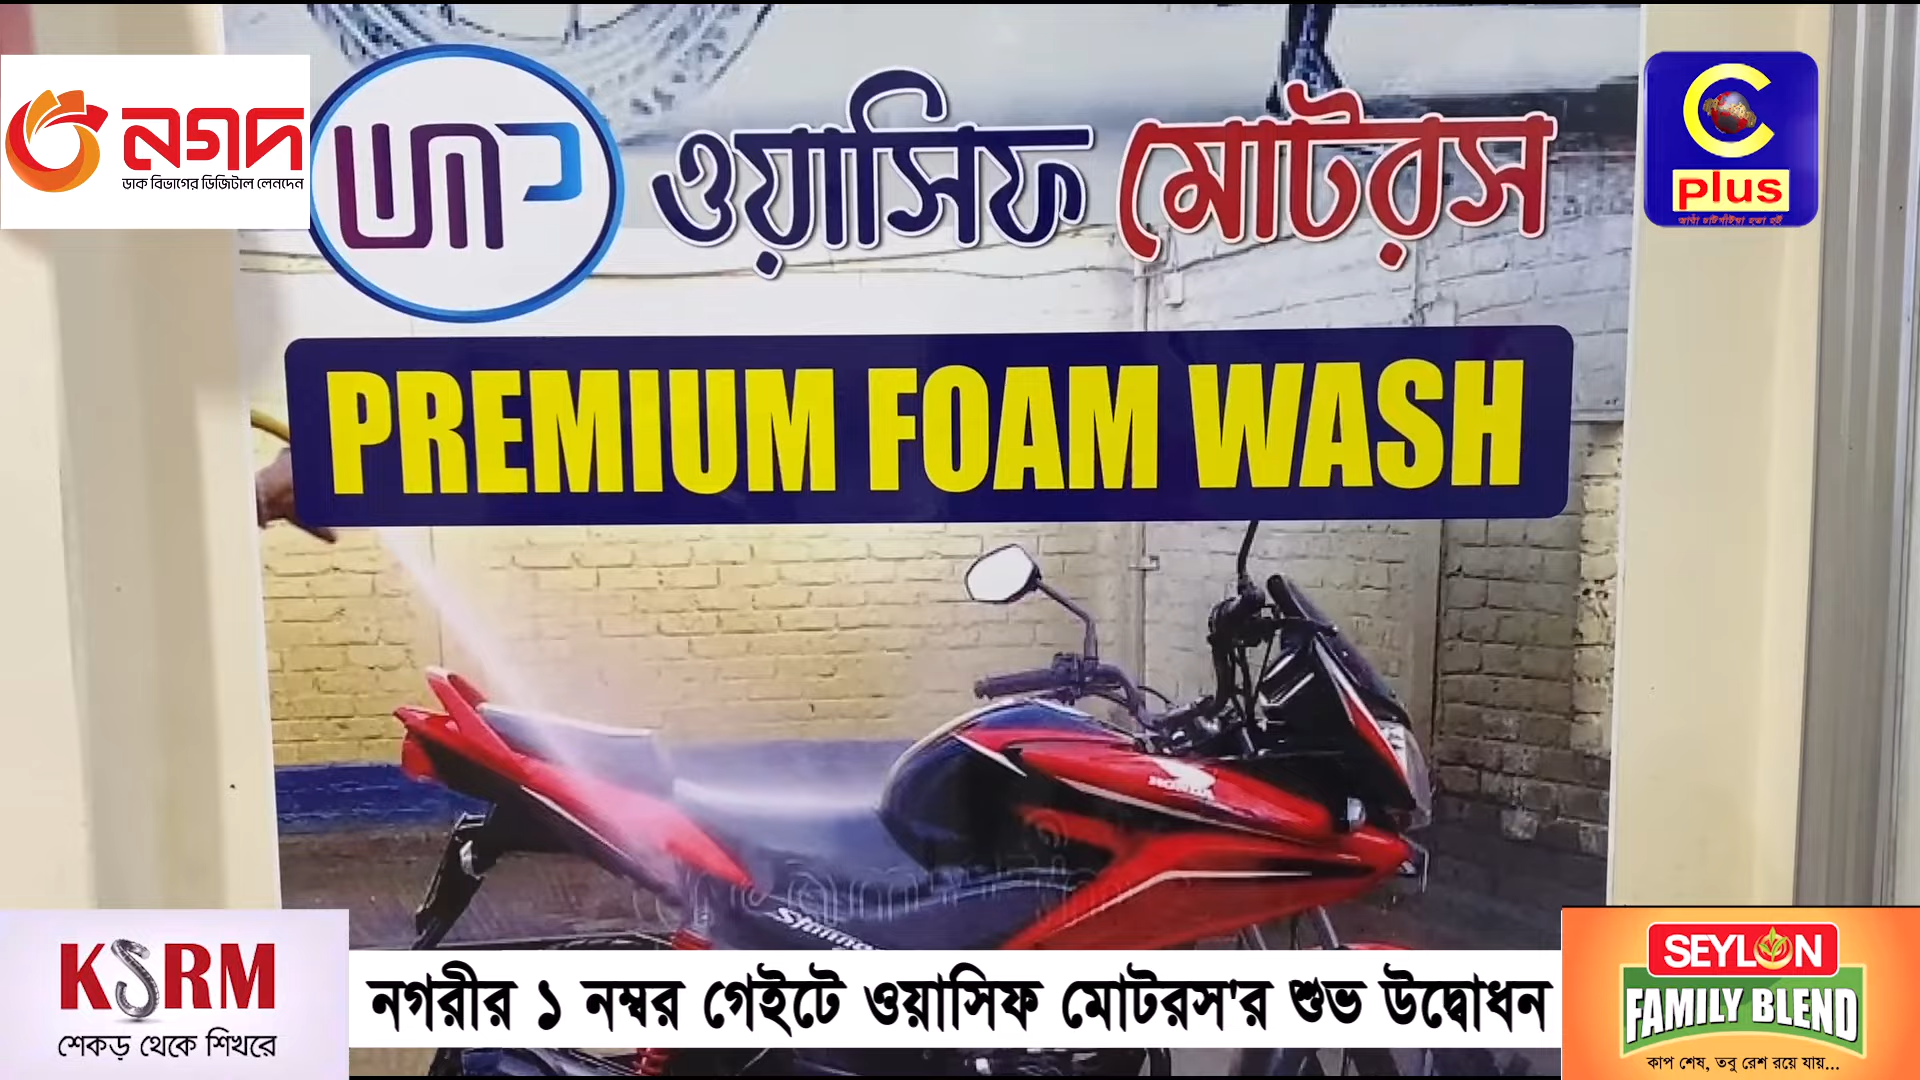 নগদ
ডাক বিভাগের ডিজিটাল লেনদেন
ওয়াসিফ মোটরস
C
plus
PREMIUM FOAM WASH
HONDA
KSRM
শেকড় থেকে শিখরে
নগরীর ১ নম্বর গেইটে ওয়াসিফ মোটরস'র শুভ উদ্বোধন
SEYLON
FAMILY BLEND
কাপ শেষ, তবু রেশ রয়ে যায়...